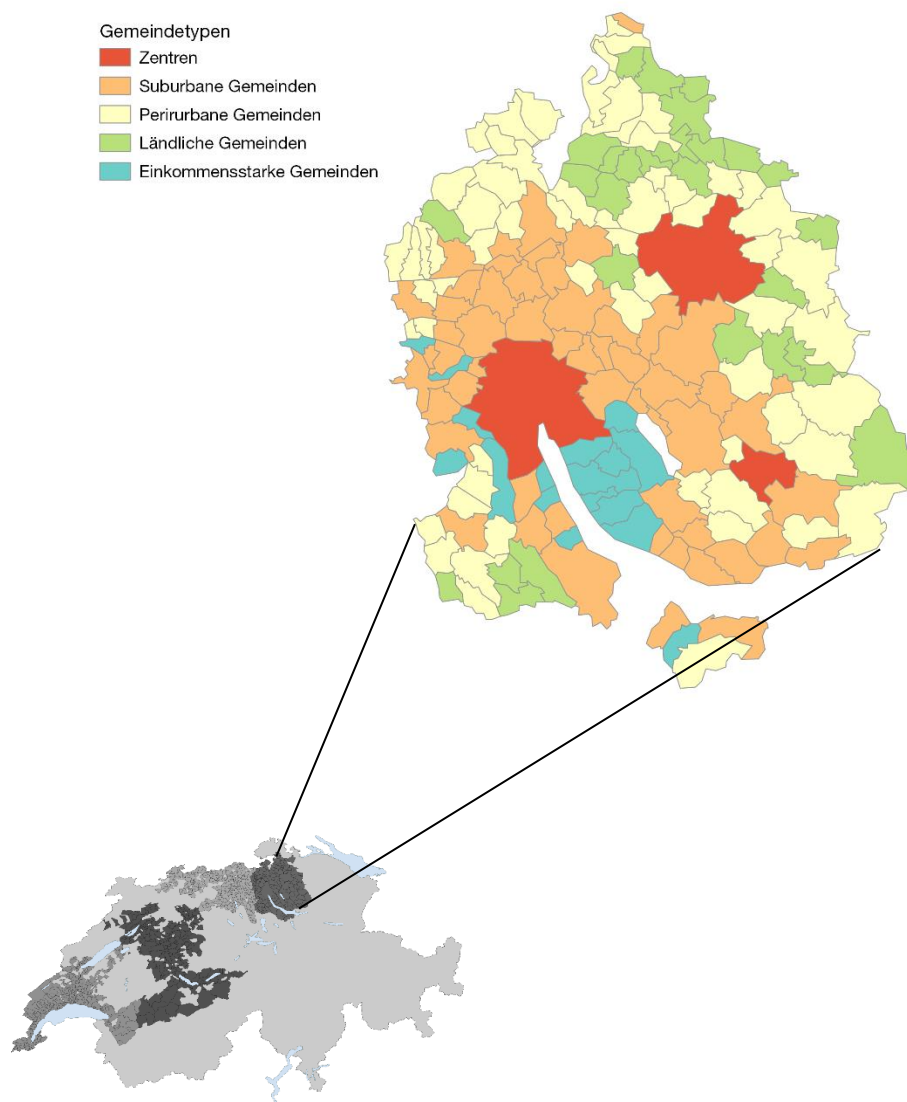 Gemeindetypen
Zentren
Suburbane Gemeinden
Perirurbane Gemeinden
Ländliche Gemeinden
Einkommensstarke Gemeinden